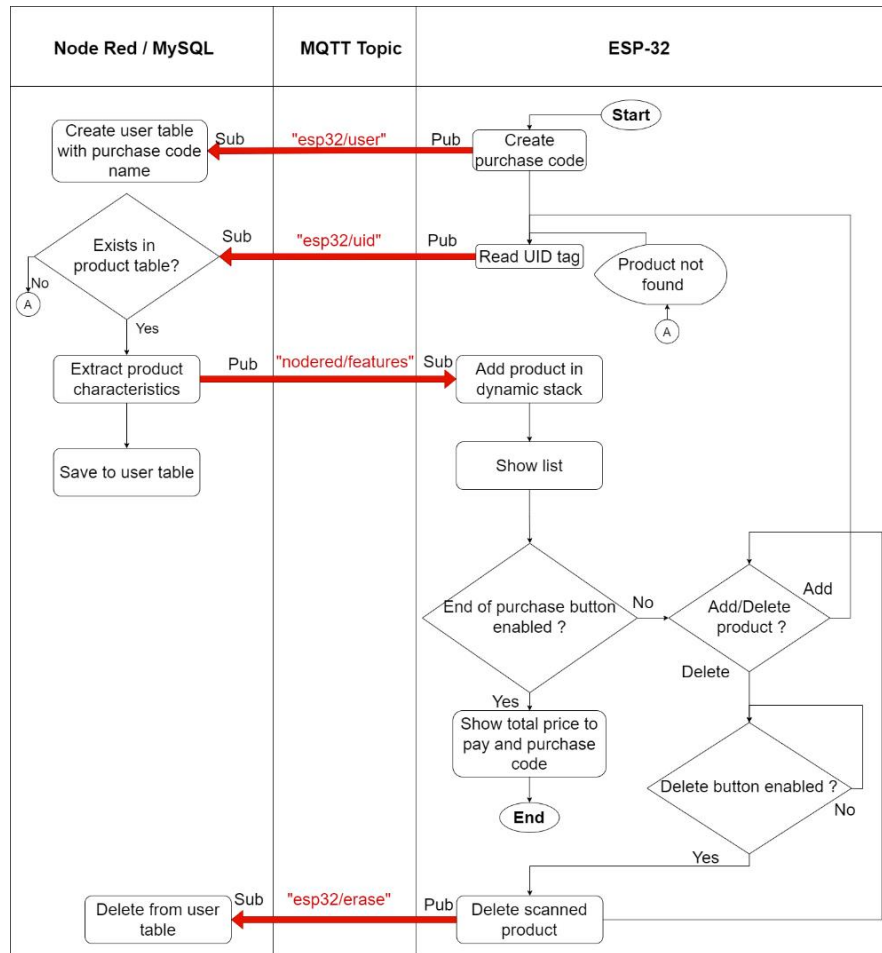 Node Red / MySQL
MQTT Topic
ESP-32
Start
Create user table
with purchase code
name
Sub
"esp32/user"
Pub
Create
purchase code
Exists in
product table?
Sub
"esp32/uid"
Pub
Read UID tag
Product not
found
No
A
A
Yes
Extract product
characteristics
Pub
"nodered/features"
Sub
Add product in
dynamic stack
Save to user table
Show list
End of purchase button
enabled ?
No
Add/Delete
product ?
Add
Delete
Yes
Show total price to
pay and purchase
code
Delete button enabled ?
No
End
Yes
Delete from user
table
Sub
"esp32/erase"
Pub
Delete scanned
product